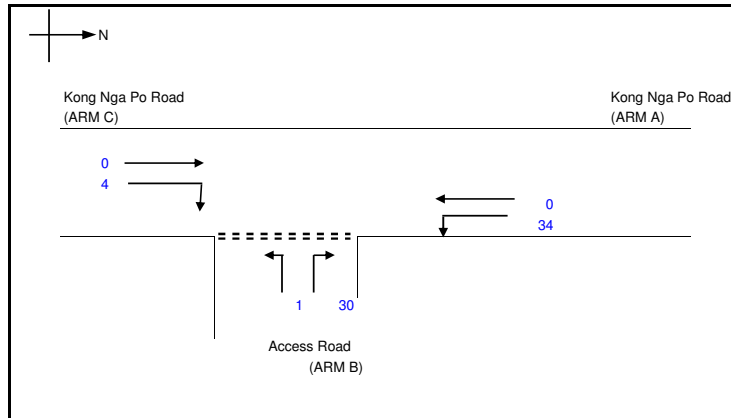 N
Kong Nga Po Road
(ARM C)
Kong Nga Po Road
(ARM A)
0
4
0
34
1 30
Access Road
(ARM B)